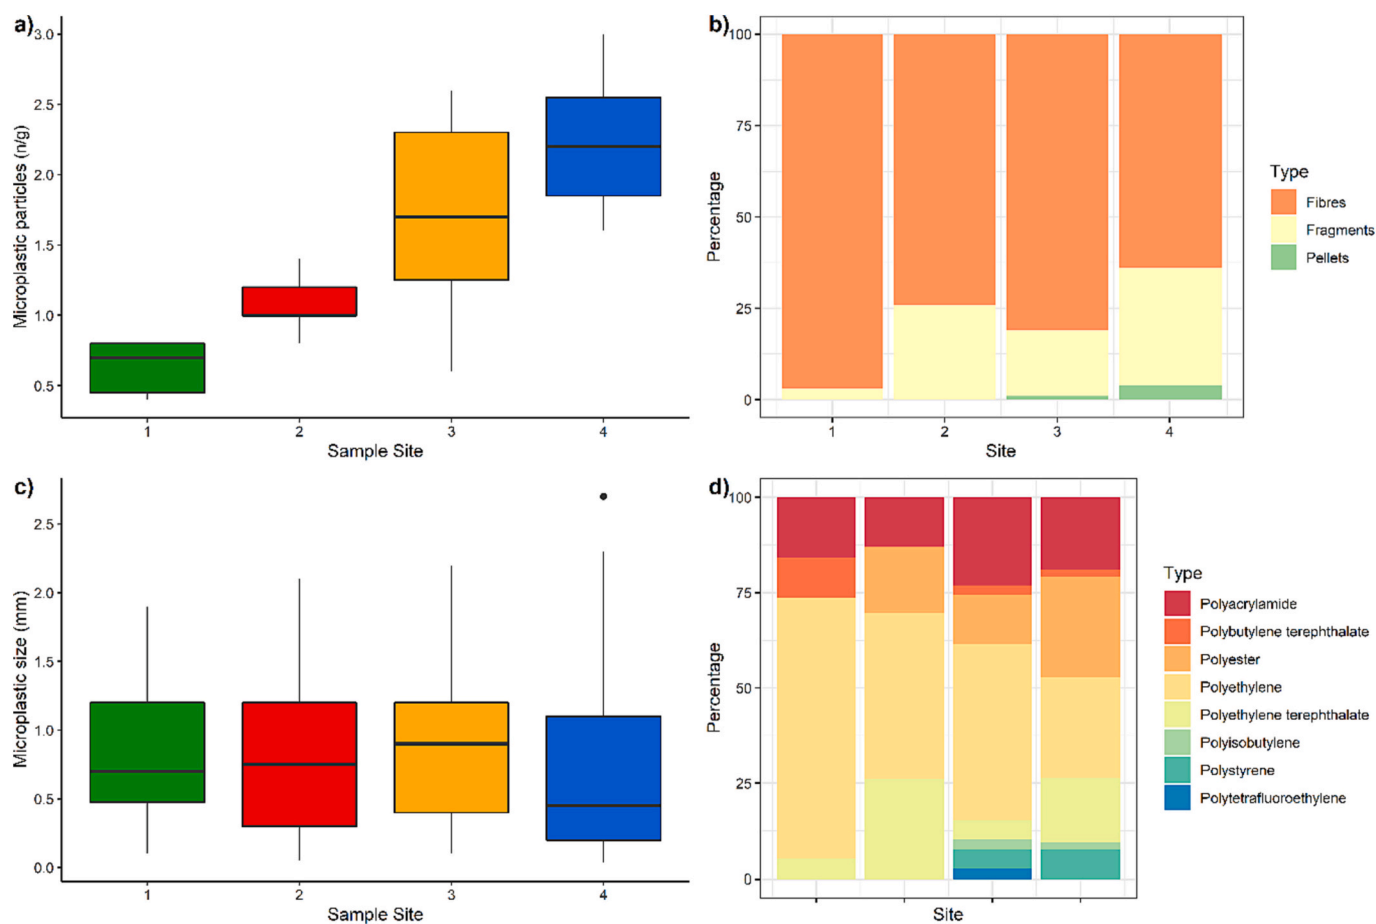 a)
3.0
2.5
2.0
1.5
1.0
0.5
Microplastic particles (n/g)
1 2 3 4
Sample Site
b)
100
75
50
25
0
Percentage
1 2 3 4
Site
Type
Fibres
Fragments
Pellets
c)
2.5
2.0
1.5
1.0
0.5
0.0
Microplastic size (mm)
1 2 3 4
Sample Site
d)
100
75
50
25
0
Percentage
Site
Type
Polyacrylamide
Polybutylene terephthalate
Polyester
Polyethylene
Polyethylene terephthalate
Polyisobutylene
Polystyrene
Polytetrafluoroethylene